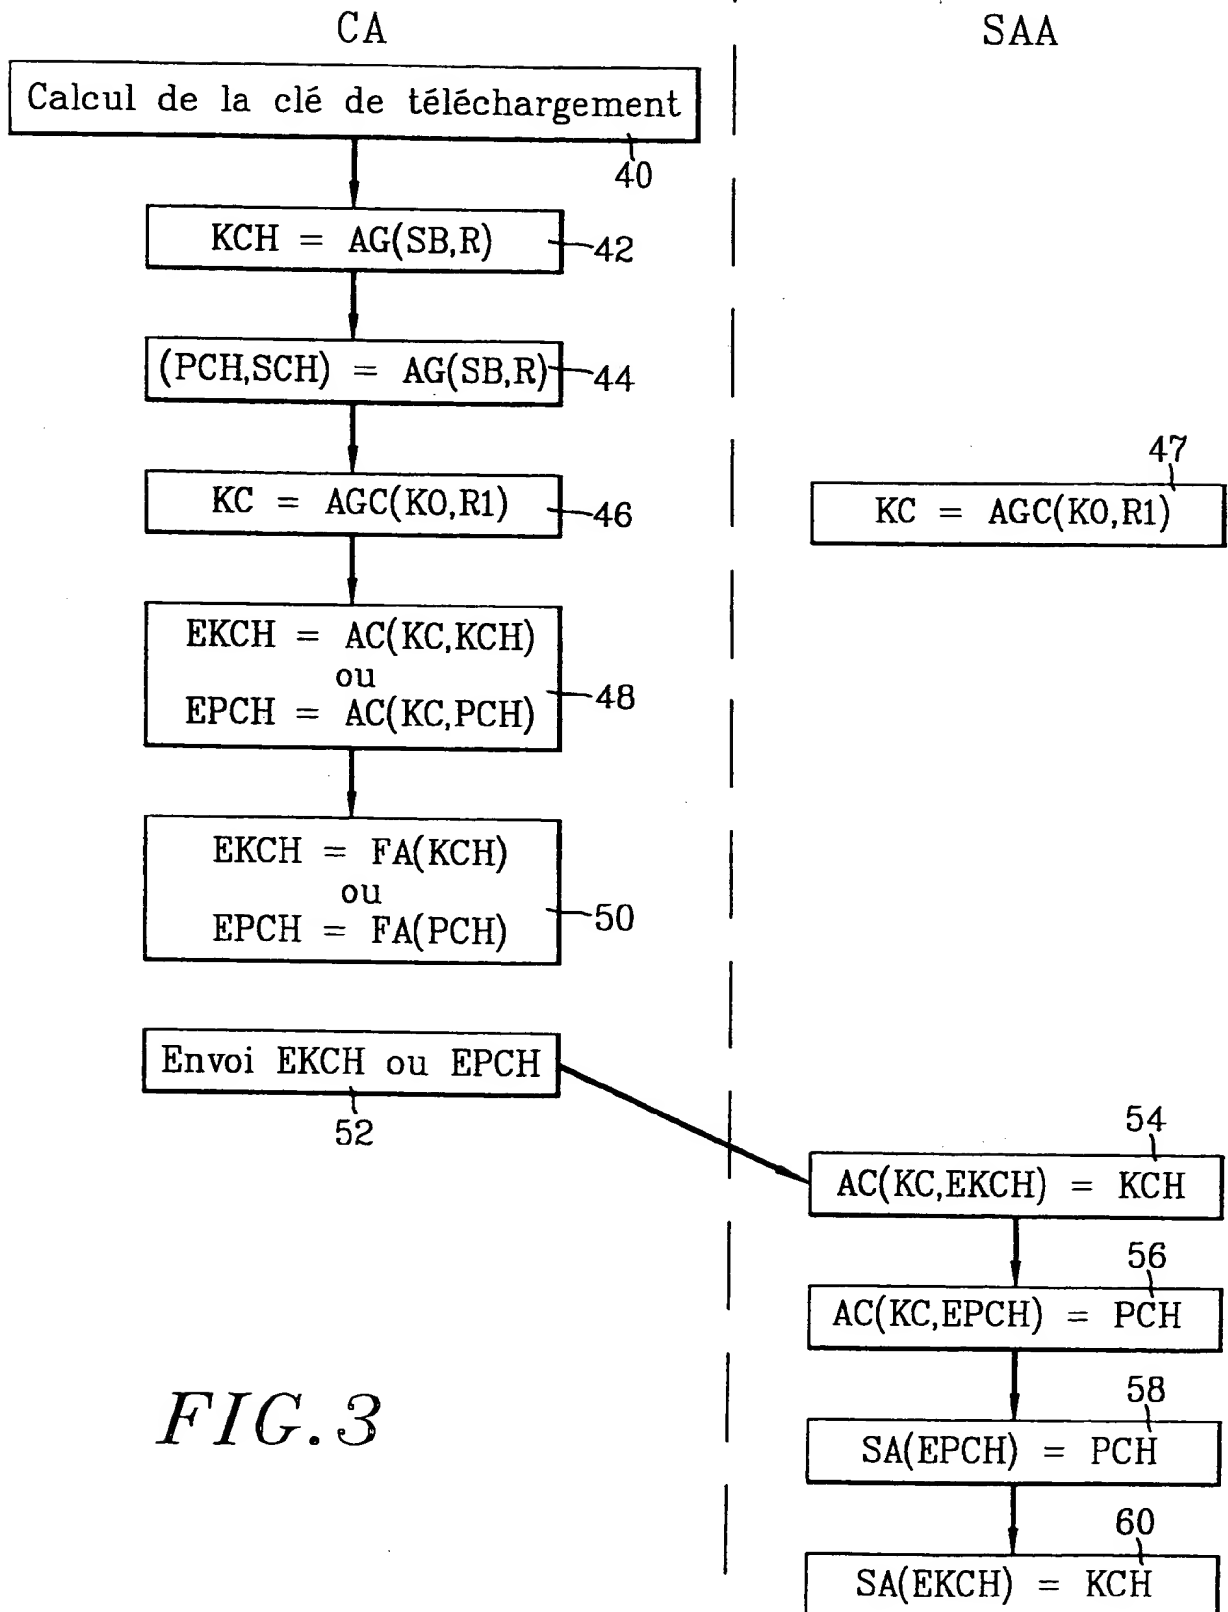 CA
SAA
Calcul de la clé de téléchargement
40
KCH = AG(SB,R)
42
(PCH,SCH) = AG(SB,R)
44
KC = AGC(KO,R1)
46
47
KC = AGC(KO,R1)
EKCH = AC(KC,KCH)
ou
EPCH = AC(KC,PCH)
48
EKCH = FA(KCH)
ou
EPCH = FA(PCH)
50
Envoi EKCH ou EPCH
52
54
AC(KC,EKCH) = KCH
56
AC(KC,EPCH) = PCH
58
SA(EPCH) = PCH
60
SA(EKCH) = KCH
FIG.3